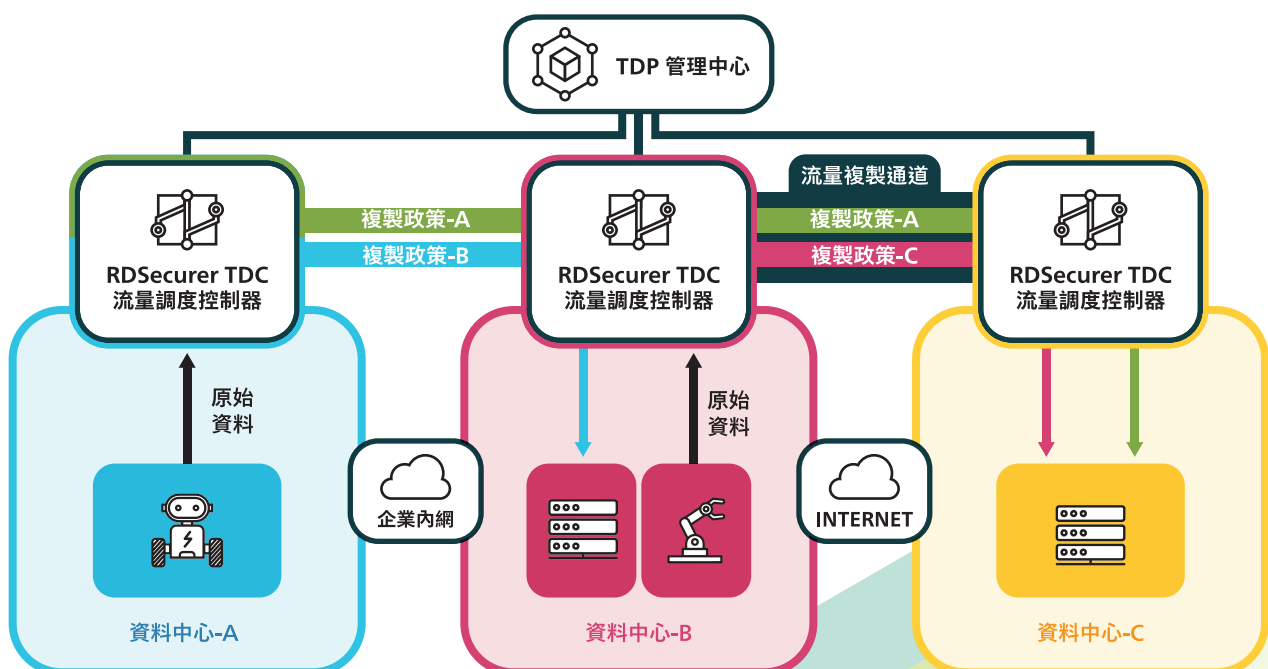 TDP 管理中心
流量複製通道
複製政策-A
複製政策-A
複製政策-B
複製政策-C
RDSecurer TDC
流量調度控制器
RDSecurer TDC
流量調度控制器
RDSecurer TDC
流量調度控制器
原始
資料
原始
資料
企業內網
INTERNET
資料中心-A
資料中心-B
資料中心-C